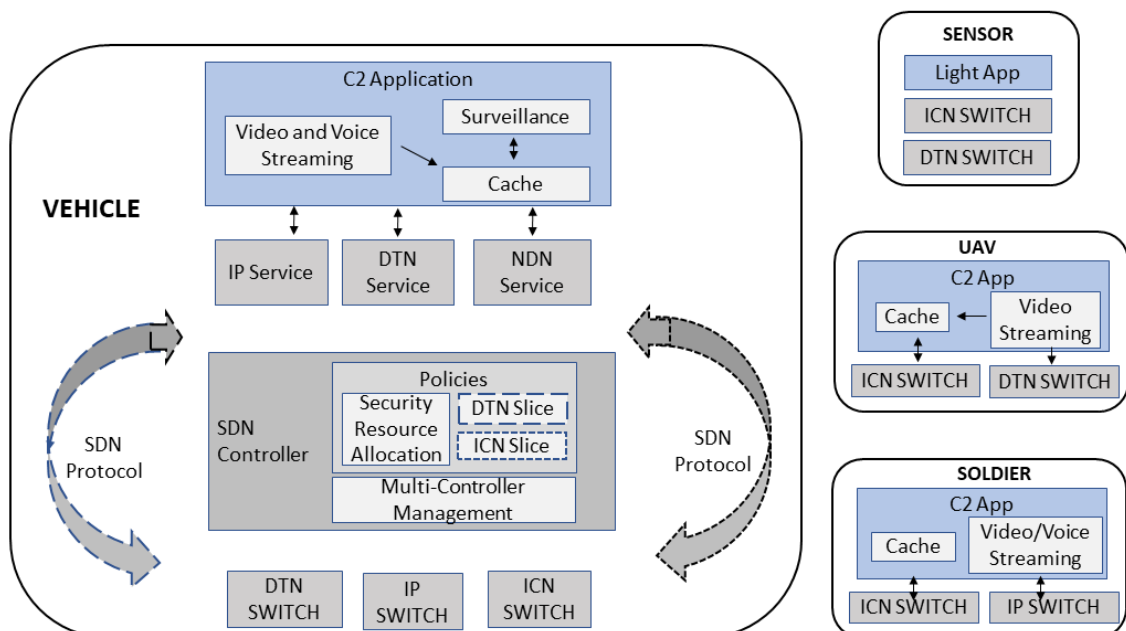 VEHICLE
C2 Application
Video and Voice
Streaming
Surveillance
Cache
IP Service
DTN
Service
NDN
Service
SDN
Protocol
SDN
Controller
Policies
Security
Resource
Allocation
DTN Slice
ICN Slice
Multi-Controller
Management
SDN
Protocol
DTN
SWITCH
IP
SWITCH
ICN
SWITCH
SENSOR
Light App
ICN SWITCH
DTN SWITCH
UAV
C2 App
Cache
Video
Streaming
ICN SWITCH
DTN SWITCH
SOLDIER
C2 App
Cache
Video/Voice
Streaming
ICN SWITCH
IP SWITCH